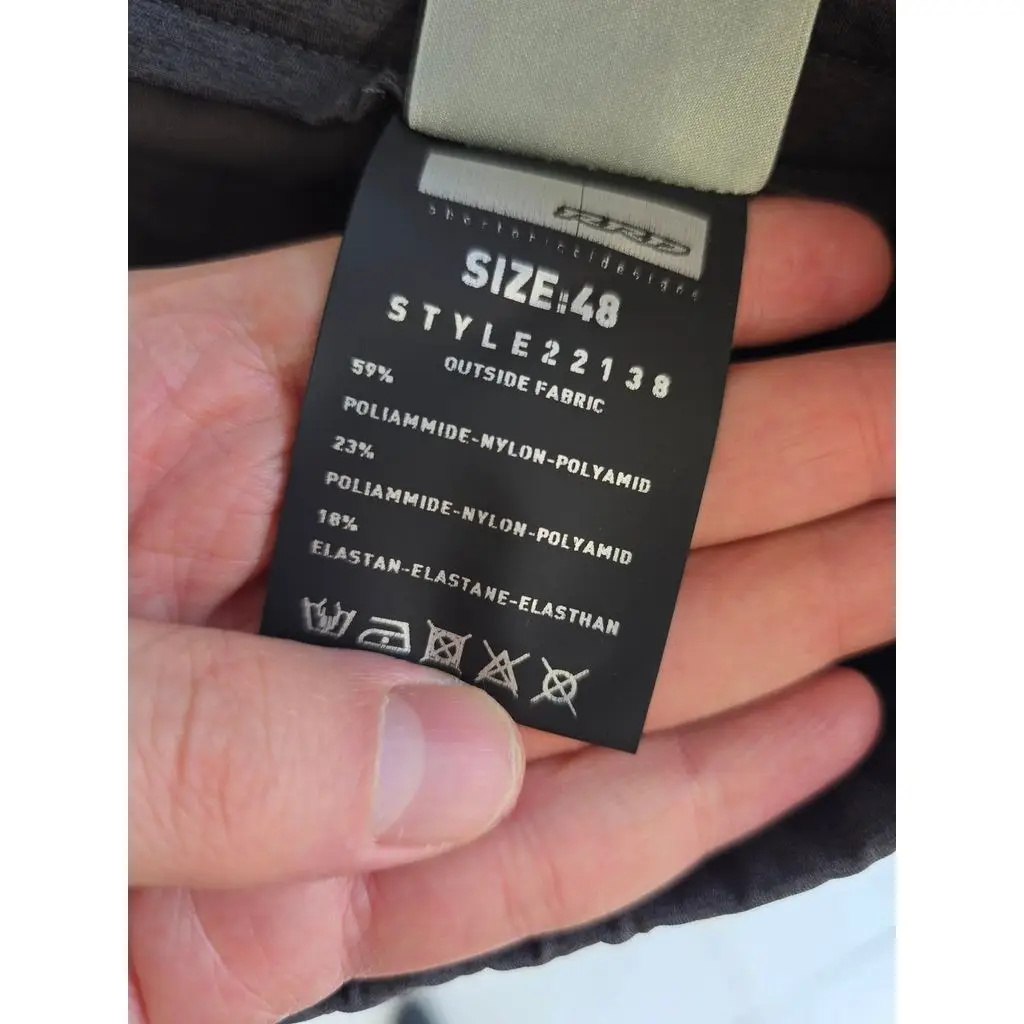 RRD
SIZE:48
STYLE22138
OUTSIDE FABRIC
59%
POLIAMMIDE-NYLON-POLYAMID
23%
POLIAMMIDE-NYLON-POLYAMID
18%
ELASTAN-ELASTANE-ELASTHAN